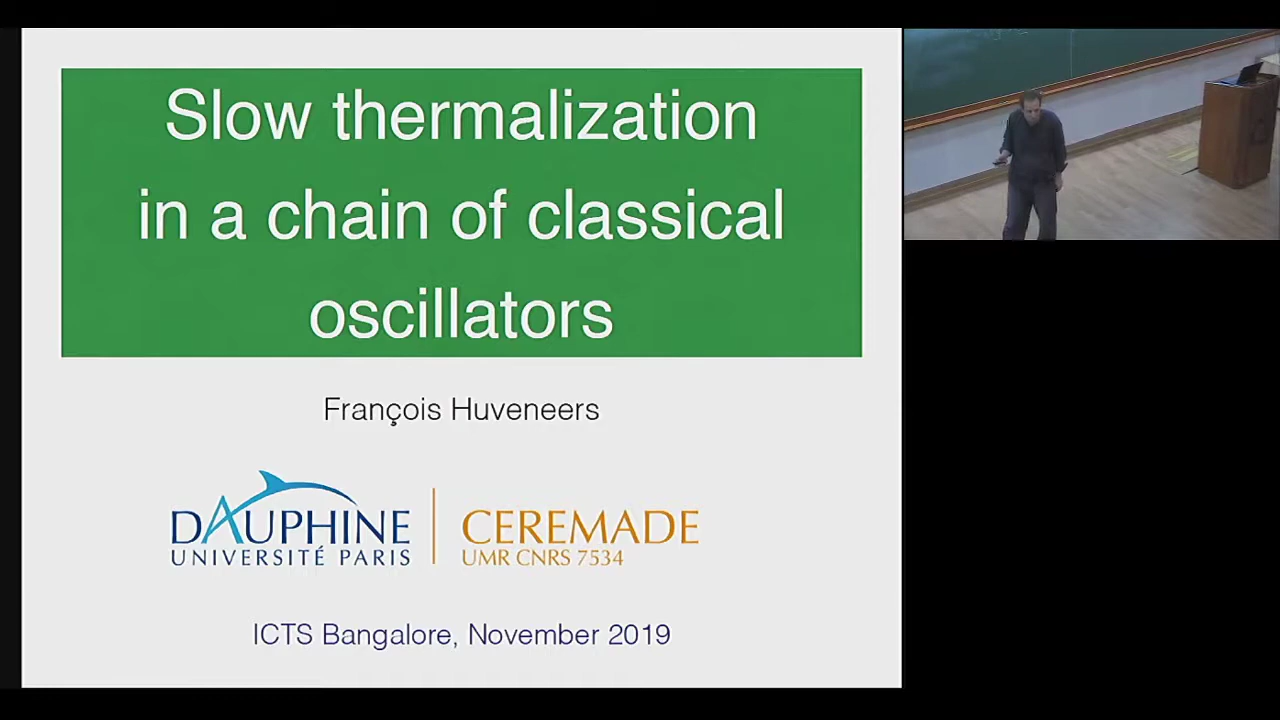 Slow thermalization
in a chain of classical
oscillators
François Huveneers
DAUPHINE
UNIVERSITÉ PARIS
CEREMADE
UMR CNRS 7534
ICTS Bangalore, November 2019